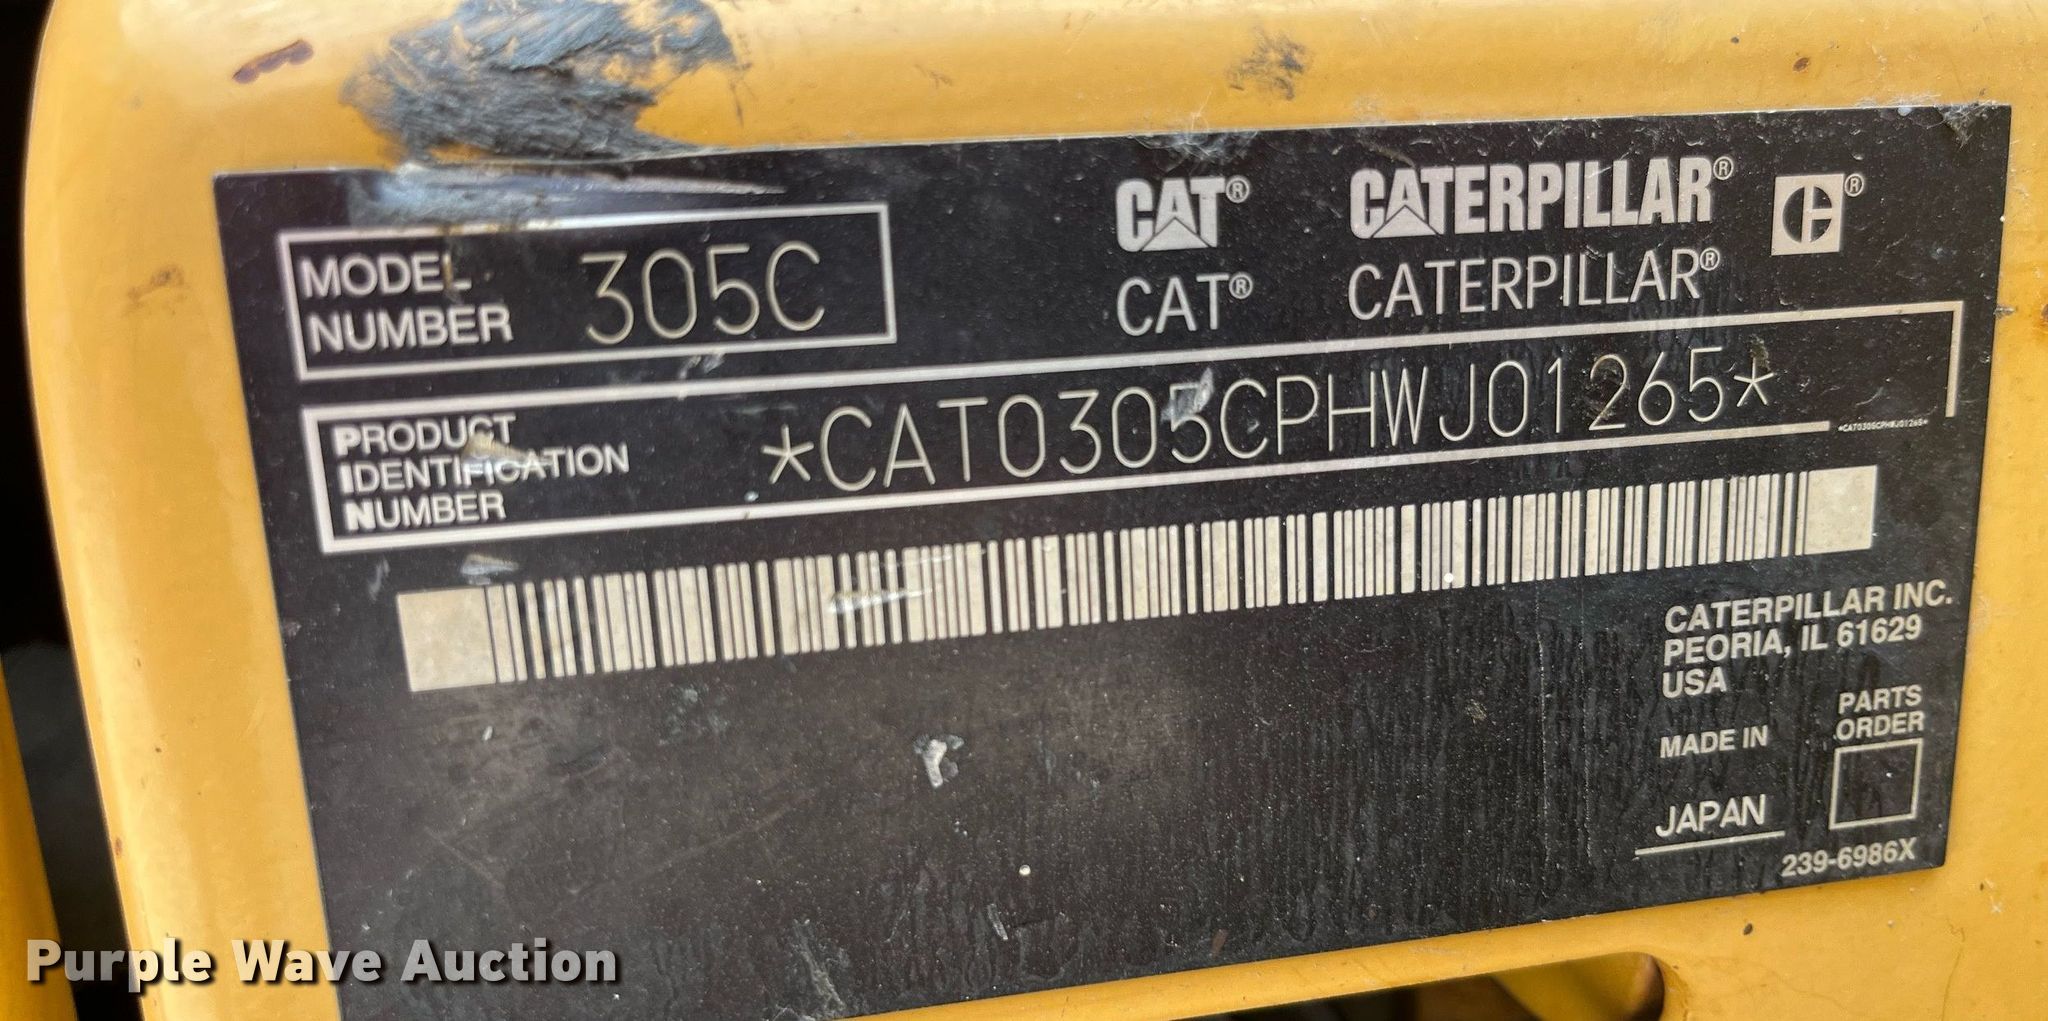 CAT® CATERPILLAR® C®
MODEL NUMBER 305C
CAT® CATERPILLAR®
PRODUCT IDENTIFICATION NUMBER
*CAT0305CPHWJ01265*
*CAT0305CPHWJ01265*
CATERPILLAR INC.
PEORIA, IL 61629
USA
PARTS
ORDER
MADE IN
JAPAN
239-6986X
Purple Wave Auction